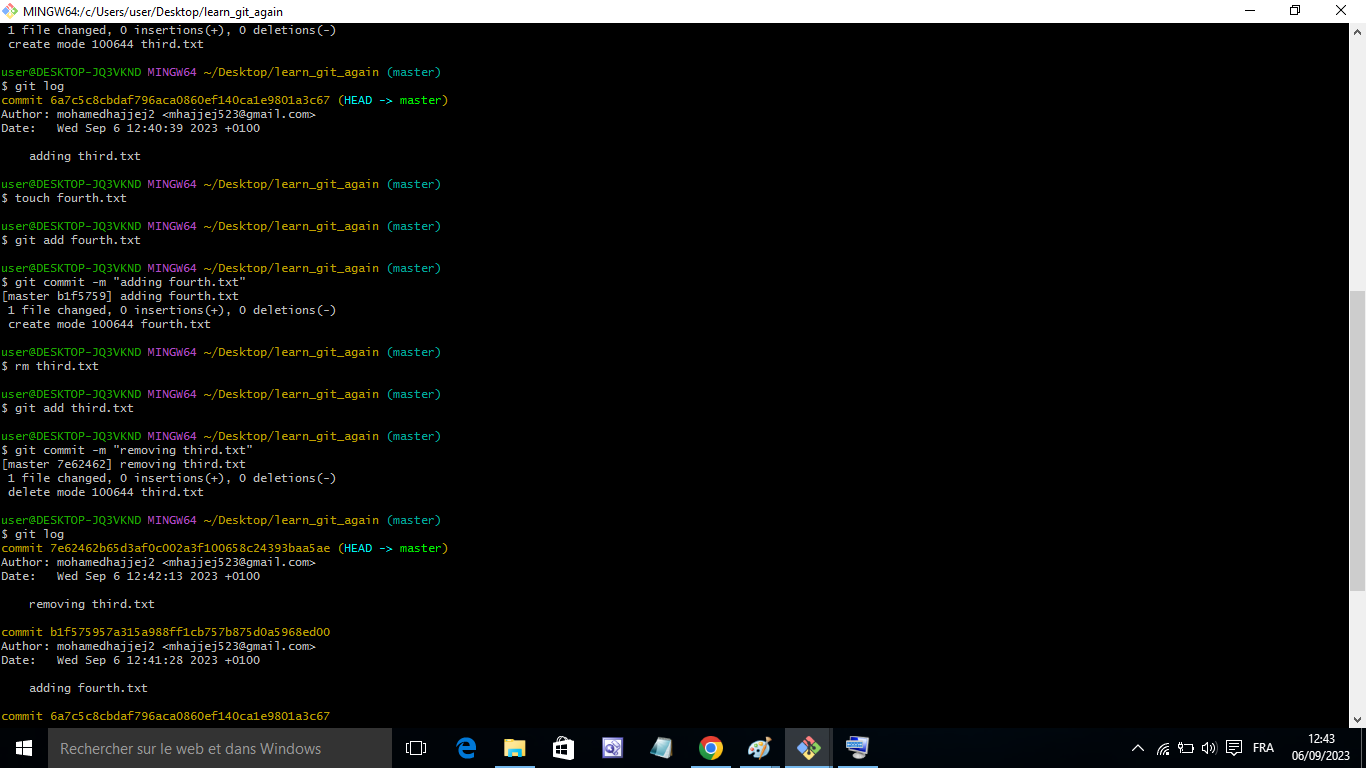 MINGW64:/c/Users/user/Desktop/learn_git_again
1 file changed, 0 insertions(+), 0 deletions(-)
create mode 100644 third.txt
user@DESKTOP-JQ3VKND MINGW64 ~/Desktop/learn_git_again (master)
$ git log
commit 6a7c5c8cbdaf796aca0860ef140ca1e9801a3c67 (HEAD -> master)
Author: mohamedhajjej2 <mhajjej523@gmail.com>
Date:   Wed Sep 6 12:40:39 2023 +0100
adding third.txt
user@DESKTOP-JQ3VKND MINGW64 ~/Desktop/learn_git_again (master)
$ touch fourth.txt
user@DESKTOP-JQ3VKND MINGW64 ~/Desktop/learn_git_again (master)
$ git add fourth.txt
user@DESKTOP-JQ3VKND MINGW64 ~/Desktop/learn_git_again (master)
$ git commit -m "adding fourth.txt"
[master b1f5759] adding fourth.txt
1 file changed, 0 insertions(+), 0 deletions(-)
create mode 100644 fourth.txt
user@DESKTOP-JQ3VKND MINGW64 ~/Desktop/learn_git_again (master)
$ rm third.txt
user@DESKTOP-JQ3VKND MINGW64 ~/Desktop/learn_git_again (master)
$ git add third.txt
user@DESKTOP-JQ3VKND MINGW64 ~/Desktop/learn_git_again (master)
$ git commit -m "removing third.txt"
[master 7e62462] removing third.txt
1 file changed, 0 insertions(+), 0 deletions(-)
delete mode 100644 third.txt
user@DESKTOP-JQ3VKND MINGW64 ~/Desktop/learn_git_again (master)
$ git log
commit 7e62462b65d3af0c002a3f100658c24393baa5ae (HEAD -> master)
Author: mohamedhajjej2 <mhajjej523@gmail.com>
Date:   Wed Sep 6 12:42:13 2023 +0100
removing third.txt
commit b1f575957a315a988ff1cb757b875d0a5968ed00
Author: mohamedhajjej2 <mhajjej523@gmail.com>
Date:   Wed Sep 6 12:41:28 2023 +0100
adding fourth.txt
commit 6a7c5c8cbdaf796aca0860ef140ca1e9801a3c67
Rechercher sur le web et dans Windows
FRA
12:43
06/09/2023